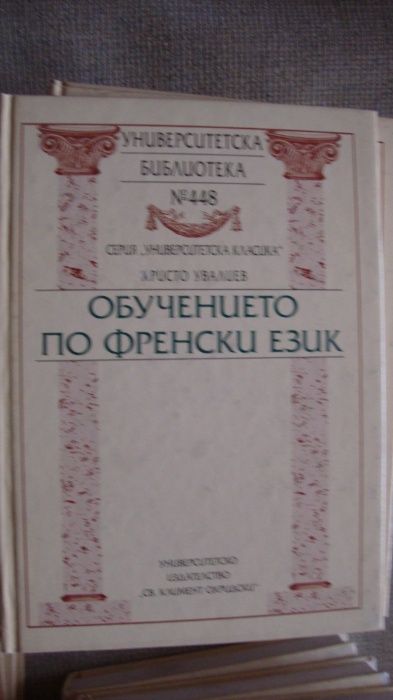 УНИВЕРСИТЕТСКА
БИБЛИОТЕКА
№448
СЕРИЯ „УНИВЕРСИТЕТСКА КЛАСИКА“
ХРИСТО УВАЛИЕВ
ОБУЧЕНИЕТО
ПО ФРЕНСКИ ЕЗИК
УНИВЕРСИТЕТСКО
ИЗДАТЕЛСТВО
„СВ. КЛИМЕНТ ОХРИДСКИ“